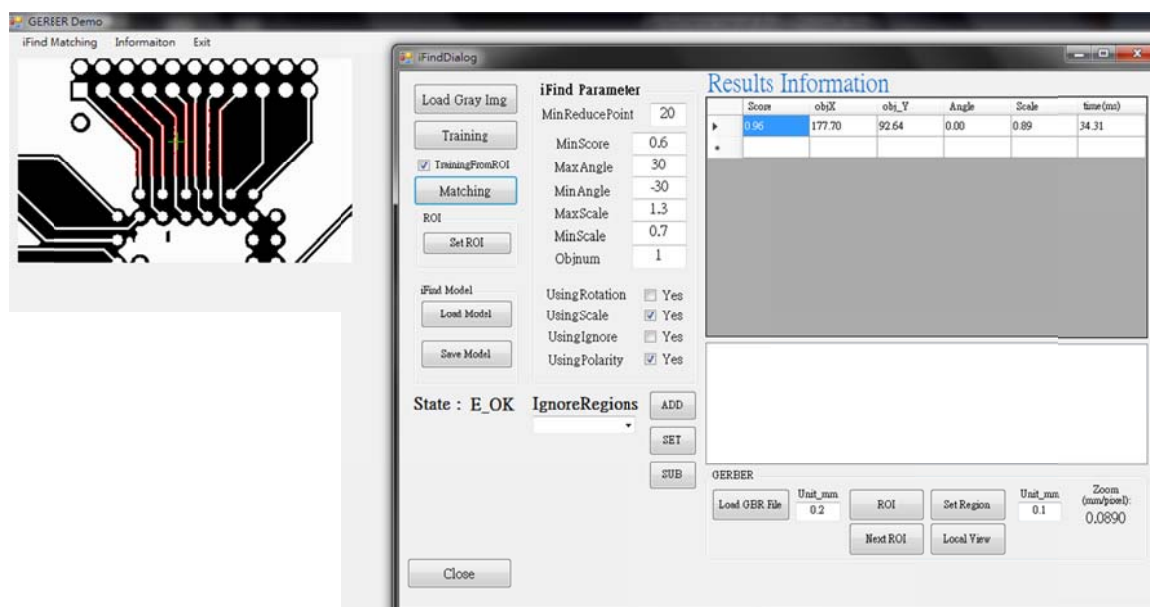 GERBER Demo
iFind Matching Informaiton Exit
iFindDialog
Load Gray Img
Training
TrainingFromROI
Matching
ROI
Set ROI
iFind Model
Load Model
Save Model
State : E_OK
Close
iFind Parameter
MinReducePoint 20
MinScore 0.6
MaxAngle 30
MinAngle -30
MaxScale 1.3
MinScale 0.7
Objnum 1
UsingRotation Yes
UsingScale Yes
UsingIgnore Yes
UsingPolarity Yes
IgnoreRegions
ADD
SET
SUB
Results Information
Score objX obj_Y Angle Scale time(ms)
0.96 177.70 92.64 0.00 0.89 34.31
GERBER
Load GBR File
Unit_mm
0.2
ROI
Set Region
Unit_mm
0.1
Zoom
(mm/pixel):
0.0890
Next ROI
Local View